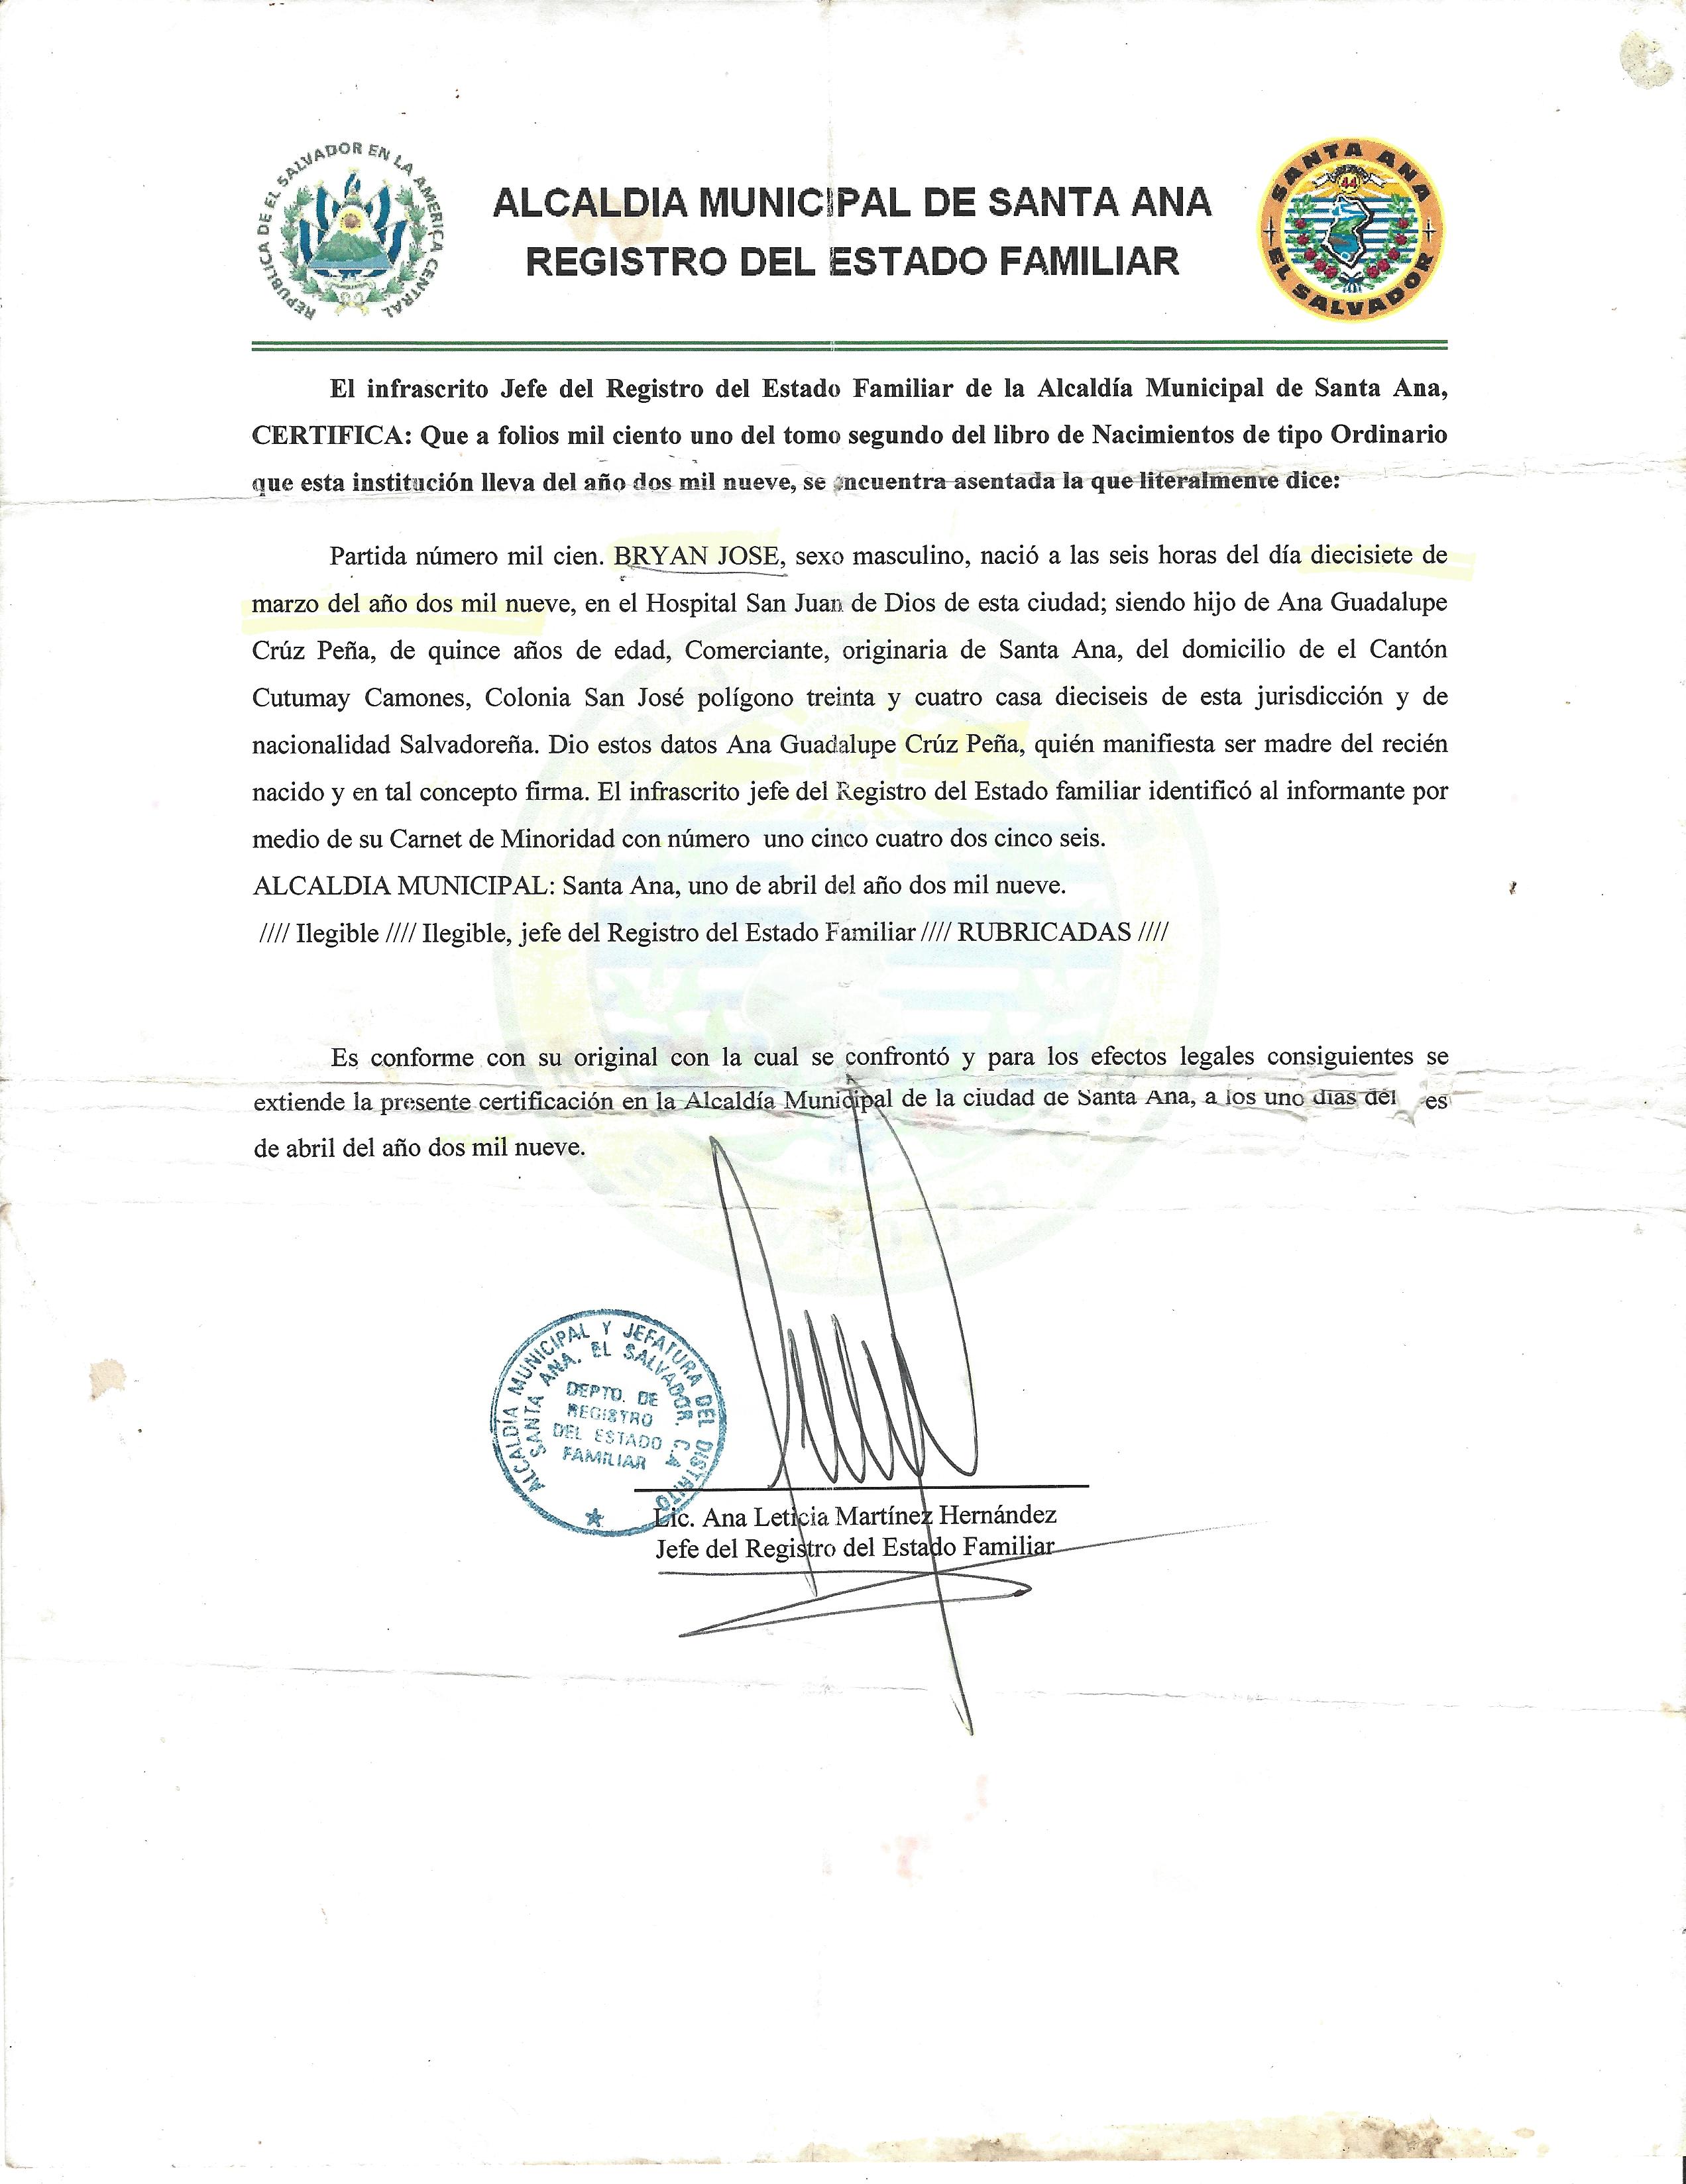 REPUBLICA DE EL SALVADOR EN LA AMERICA CENTRAL
ALCALDIA MUNICIPAL DE SANTA ANA
REGISTRO DEL ESTADO FAMILIAR
SANTA ANA
44
EL SALVADOR
El infrascrito Jefe del Registro del Estado Familiar de la Alcaldía Municipal de Santa Ana,
CERTIFICA: Que a folios mil ciento uno del tomo segundo del libro de Nacimientos de tipo Ordinario
que esta institución lleva del año dos mil nueve, se encuentra asentada la que literalmente dice:
Partida número mil cien. BRYAN JOSE, sexo masculino, nació a las seis horas del día diecisiete de
marzo del año dos mil nueve, en el Hospital San Juan de Dios de esta ciudad; siendo hijo de Ana Guadalupe
Crúz Peña, de quince años de edad, Comerciante, originaria de Santa Ana, del domicilio de el Cantón
Cutumay Camones, Colonia San José polígono treinta y cuatro casa dieciseis de esta jurisdicción y de
nacionalidad Salvadoreña. Dio estos datos Ana Guadalupe Crúz Peña, quién manifiesta ser madre del recién
nacido y en tal concepto firma. El infrascrito jefe del Registro del Estado familiar identificó al informante por
medio de su Carnet de Minoridad con número uno cinco cuatro dos cinco seis.
ALCALDIA MUNICIPAL: Santa Ana, uno de abril del año dos mil nueve.
//// Ilegible //// Ilegible, jefe del Registro del Estado Familiar //// RUBRICADAS ////
Es conforme con su original con la cual se confrontó y para los efectos legales consiguientes se
extiende la presente certificación en la Alcaldía Municipal de la ciudad de Santa Ana, a los uno días del es
de abril del año dos mil nueve.
ALCALDÍA MUNICIPAL Y JEFATURA DEL DISTRITO
SANTA ANA, EL SALVADOR, C.A
DEPTO. DE
REGISTRO
DEL ESTADO
FAMILIAR
Lic. Ana Leticia Martínez Hernández
Jefe del Registro del Estado Familiar